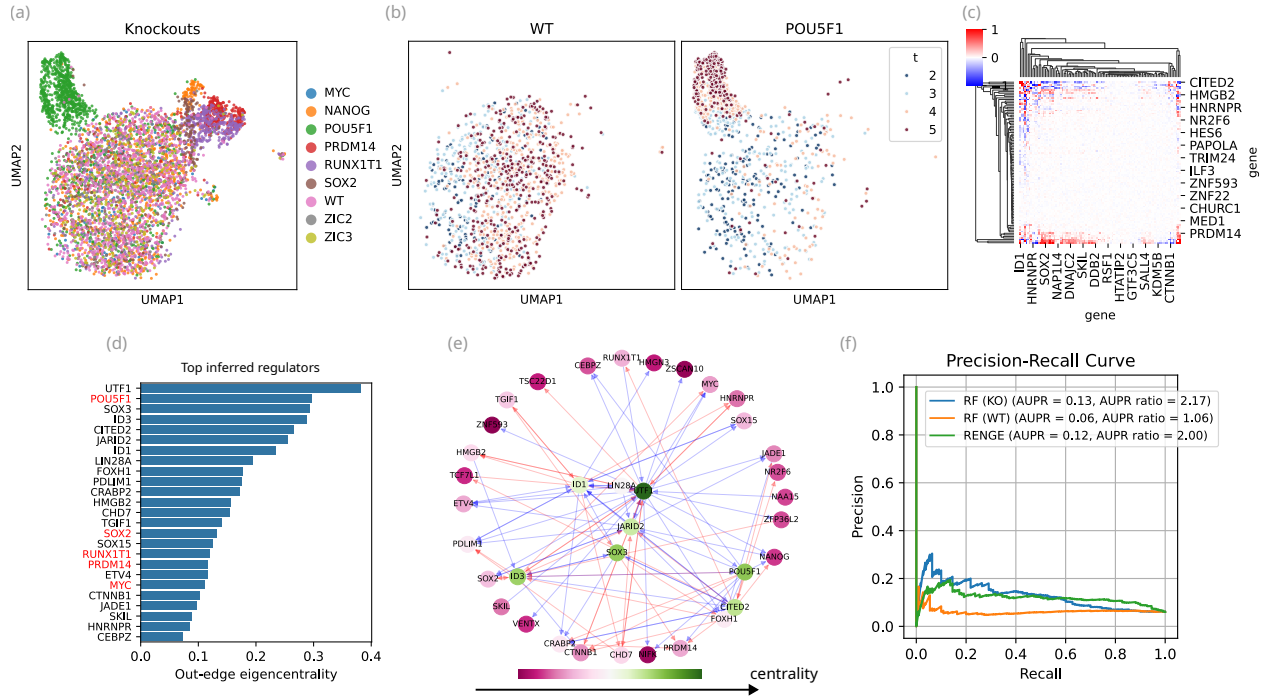 (a)
Knockouts
UMAP2
UMAP1
MYC
NANOG
POU5F1
PRDM14
RUNX1T1
SOX2
WT
ZIC2
ZIC3
(b)
WT
UMAP2
UMAP1
POU5F1
UMAP1
t
2
3
4
5
(c)
1
0
CITED2
HMGB2
HNRNPR
NR2F6
HES6
PAPOLA
TRIM24
ILF3
ZNF593
ZNF22
CHURC1
MED1
PRDM14
gene
ID1
HNRNPR
SOX2
NAP1L4
DNAJC2
SKIL
DDB2
RSF1
HTATIP2
GTF3C5
SALL4
KDM5B
CTNNB1
gene
(d)
Top inferred regulators
UTF1
POU5F1
SOX3
ID3
CITED2
JARID2
ID1
LIN28A
FOXH1
PDLIM1
CRABP2
HMGB2
CHD7
TGIF1
SOX2
SOX15
RUNX1T1
PRDM14
ETV4
MYC
CTNNB1
JADE1
SKIL
HNRNPR
CEBPZ
0.0 0.1 0.2 0.3 0.4
Out-edge eigencentrality
(e)
RUNX1T1
HMGN3
CEBPZ
ZSCAN10
TSC22D1
MYC
TGIF1
HNRNPR
SOX15
ZNF593
HMGB2
JADE1
TCF7L1
NR2F6
ID1
LIN28A
UTF1
ETV4
NAA15
ZFP36L2
JARID2
PDLIM1
SOX3
NANOG
SOX2
ID3
POU5F1
SKIL
CITED2
FOXH1
VENTX
CRABP2
CTNNB1
CHD7
NIFK
PRDM14
centrality
(f)
Precision-Recall Curve
RF (KO) (AUPR = 0.13, AUPR ratio = 2.17)
RF (WT) (AUPR = 0.06, AUPR ratio = 1.06)
RENGE (AUPR = 0.12, AUPR ratio = 2.00)
Precision
1.0
0.8
0.6
0.4
0.2
0.0
0.0 0.2 0.4 0.6 0.8 1.0
Recall